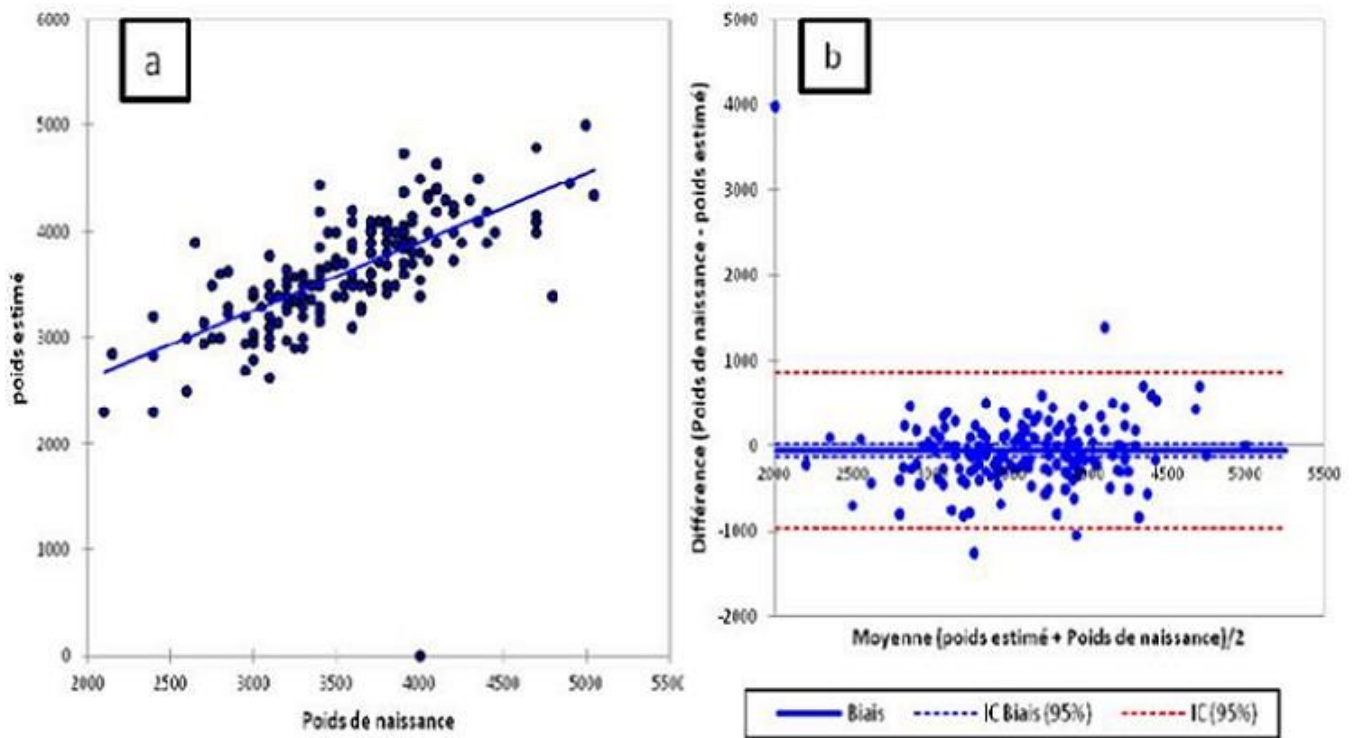 a
6000
5000
4000
3000
2000
1000
0
poids estimé
2000 2500 3000 3500 4000 4500 5000
Poids de naissance
b
5000
4000
3000
2000
1000
0
-1000
-2000
Différence (Poids de naissance - poids estimé)
2000 2500 4500 5000 5500
Moyenne (poids estimé + Poids de naissance)/2
Biais IC Biais (95%) IC (95%)